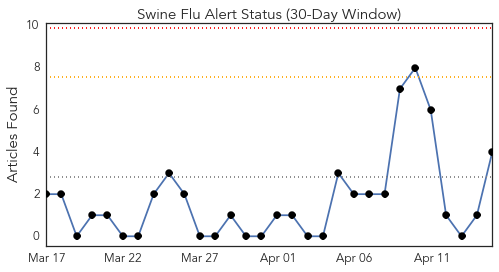 Swine Flu Alert Status (30-Day Window)
Articles Found
10
8
6
4
2
0
Mar 17 Mar 22 Mar 27 Apr 01 Apr 06 Apr 11